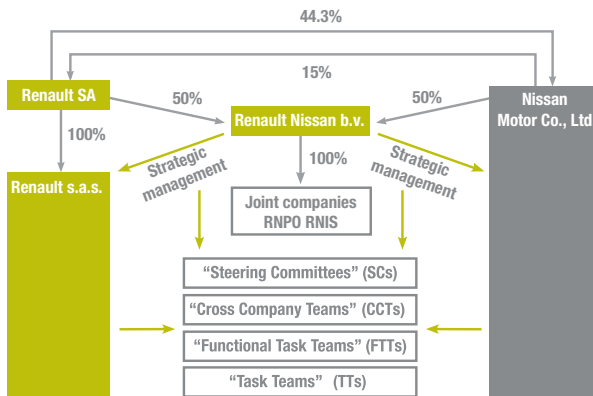 44.3%
15%
Renault SA
50%
50%
Nissan
Motor Co., Ltd
Renault Nissan b.v.
100%
100%
Strategic
management
Strategic
management
Renault s.a.s.
Joint companies
RNPO RNIS
“Steering Committees” (SCs)
“Cross Company Teams” (CCTs)
“Functional Task Teams” (FTTs)
“Task Teams” (TTs)